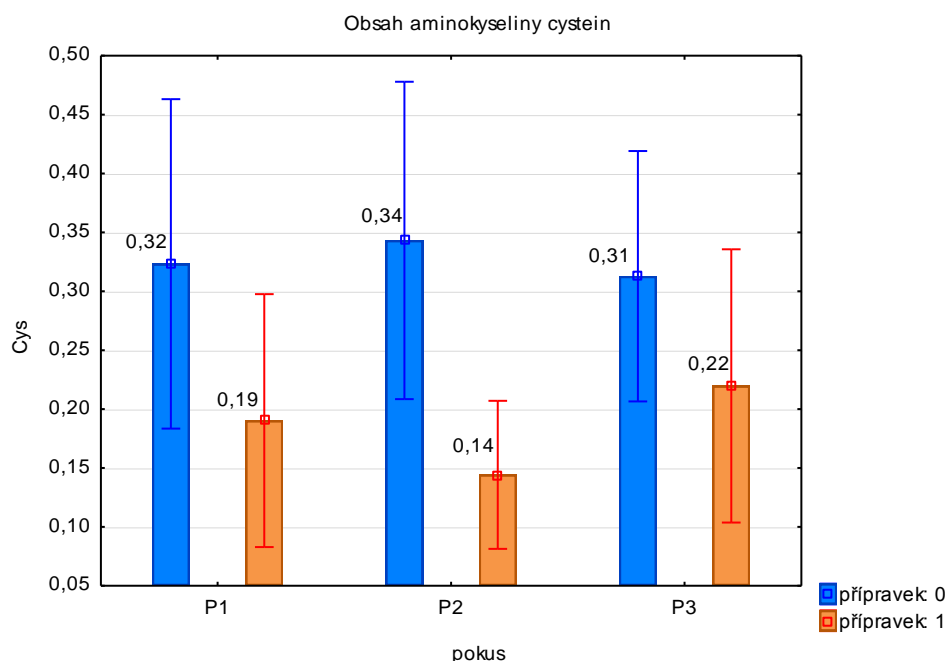 Obsah aminokyseliny cystein
0,50
0,45
0,40
0,35
0,30
0,25
0,20
0,15
0,10
0,05
Cys
0,32
0,19
0,34
0,14
0,31
0,22
P1
P2
P3
pokus
přípravek: 0
přípravek: 1